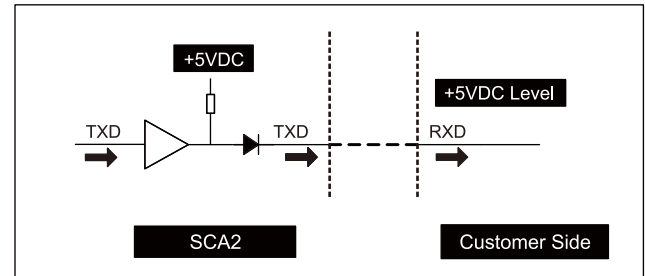 +5VDC
+5VDC Level
TXD
TXD
RXD
SCA2
Customer Side